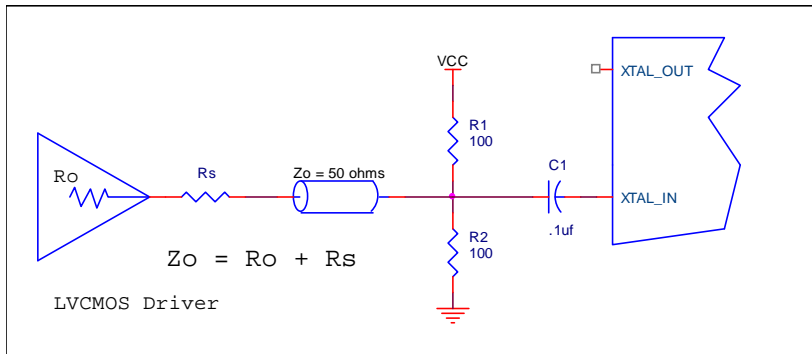 VCC
XTAL_OUT
R1
100
Ro
Rs
Zo = 50 ohms
C1
XTAL_IN
.1uf
R2
100
Zo = Ro + Rs
LVCMOS Driver